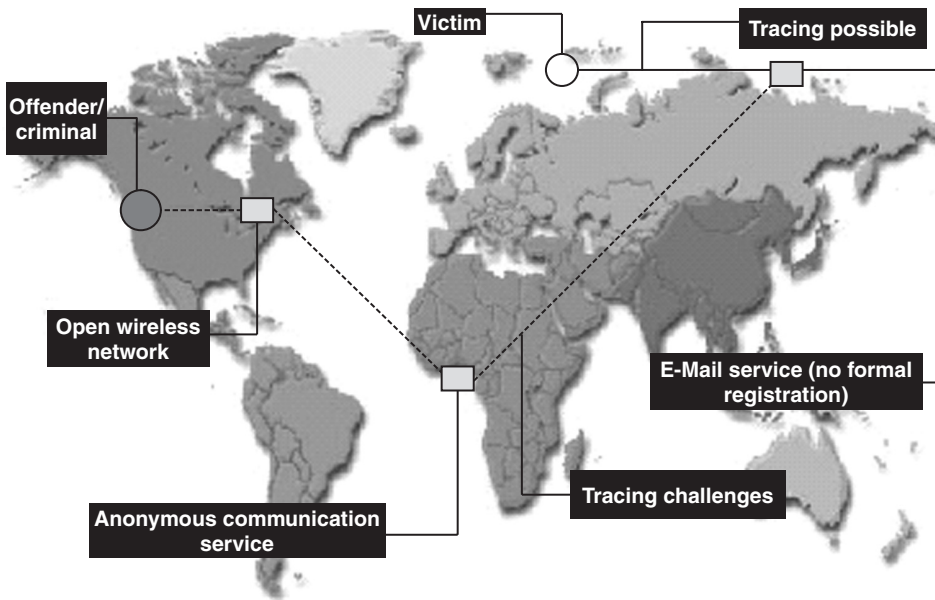 Victim
Tracing possible
Offender/
criminal
Open wireless
network
E-Mail service (no formal
registration)
Tracing challenges
Anonymous communication
service